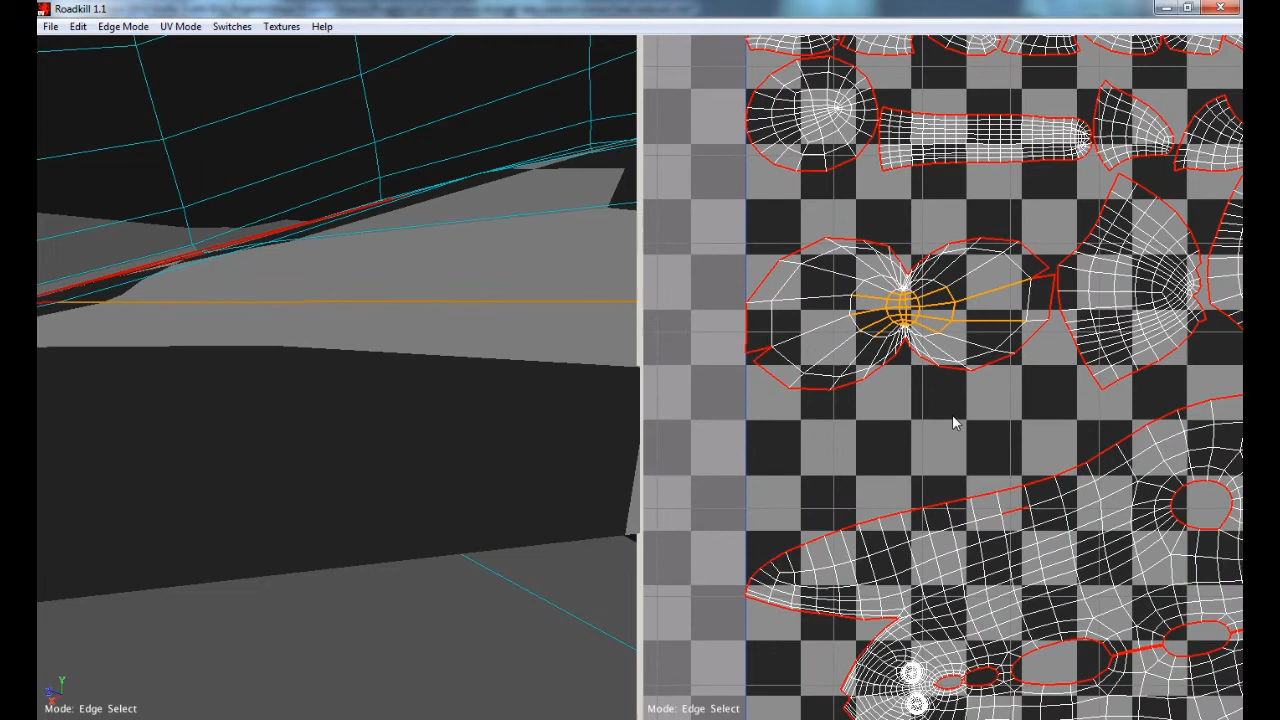 Roadkill 1.1
File Edit Edge Mode UV Mode Switches Textures Help
Y
Mode: Edge Select
Mode: Edge Select